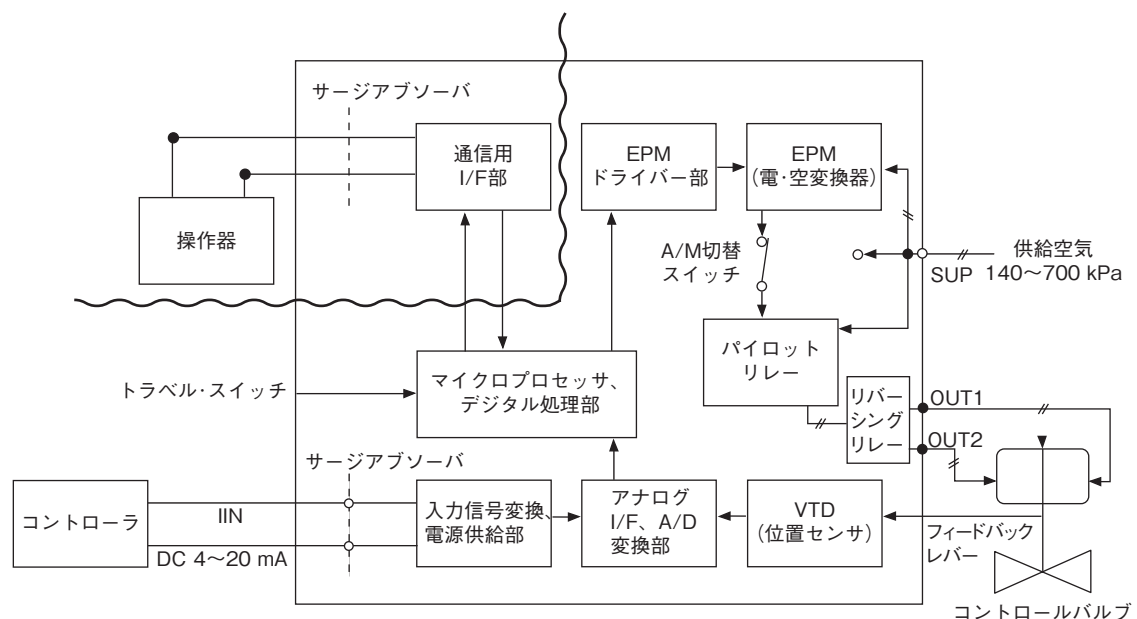 サージアブソーバ
通信用
I/F部
EPM
ドライバー部
EPM
(電・空変換器)
操作器
A/M切替
スイッチ
SUP
供給空気
140〜700 kPa
パイロット
リレー
トラベル・スイッチ
マイクロプロセッサ、
デジタル処理部
リバー
シング
リレー
OUT1
OUT2
サージアブソーバ
コントローラ
IIN
DC 4〜20 mA
入力信号変換、
電源供給部
アナログ
I/F、A/D
変換部
VTD
(位置センサ)
フィードバック
レバー
コントロールバルブ